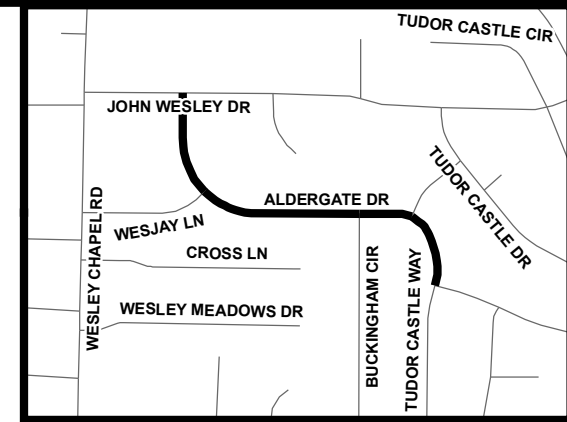 TUDOR CASTLE CIR
JOHN WESLEY DR
TUDOR CASTLE DR
ALDERGATE DR
WESLEY CHAPEL RD
WESJAY LN
CROSS LN
BUCKINGHAM CIR
TUDOR CASTLE WAY
WESLEY MEADOWS DR